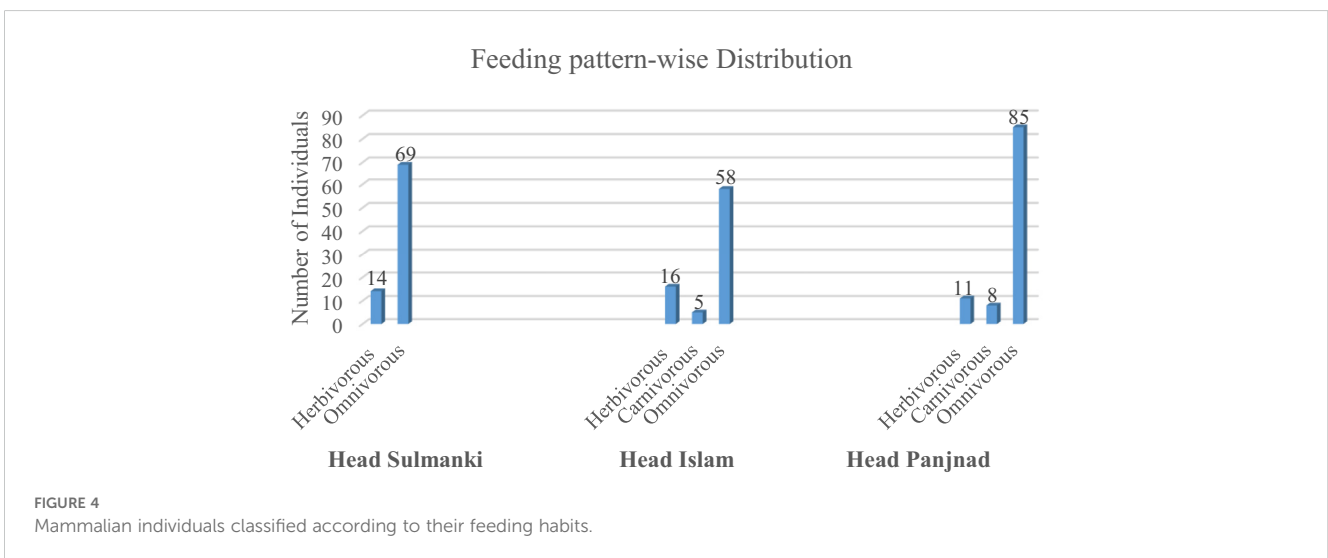 Feeding pattern-wise Distribution
Number of Individuals
90
80
70
60
50
40
30
20
10
0
14
69
16
5
58
11
8
85
Herbivorous
Omnivorous
Herbivorous
Carnivorous
Omnivorous
Herbivorous
Carnivorous
Omnivorous
Head Sulmanki
Head Islam
Head Panjnad
FIGURE 4
Mammalian individuals classified according to their feeding habits.